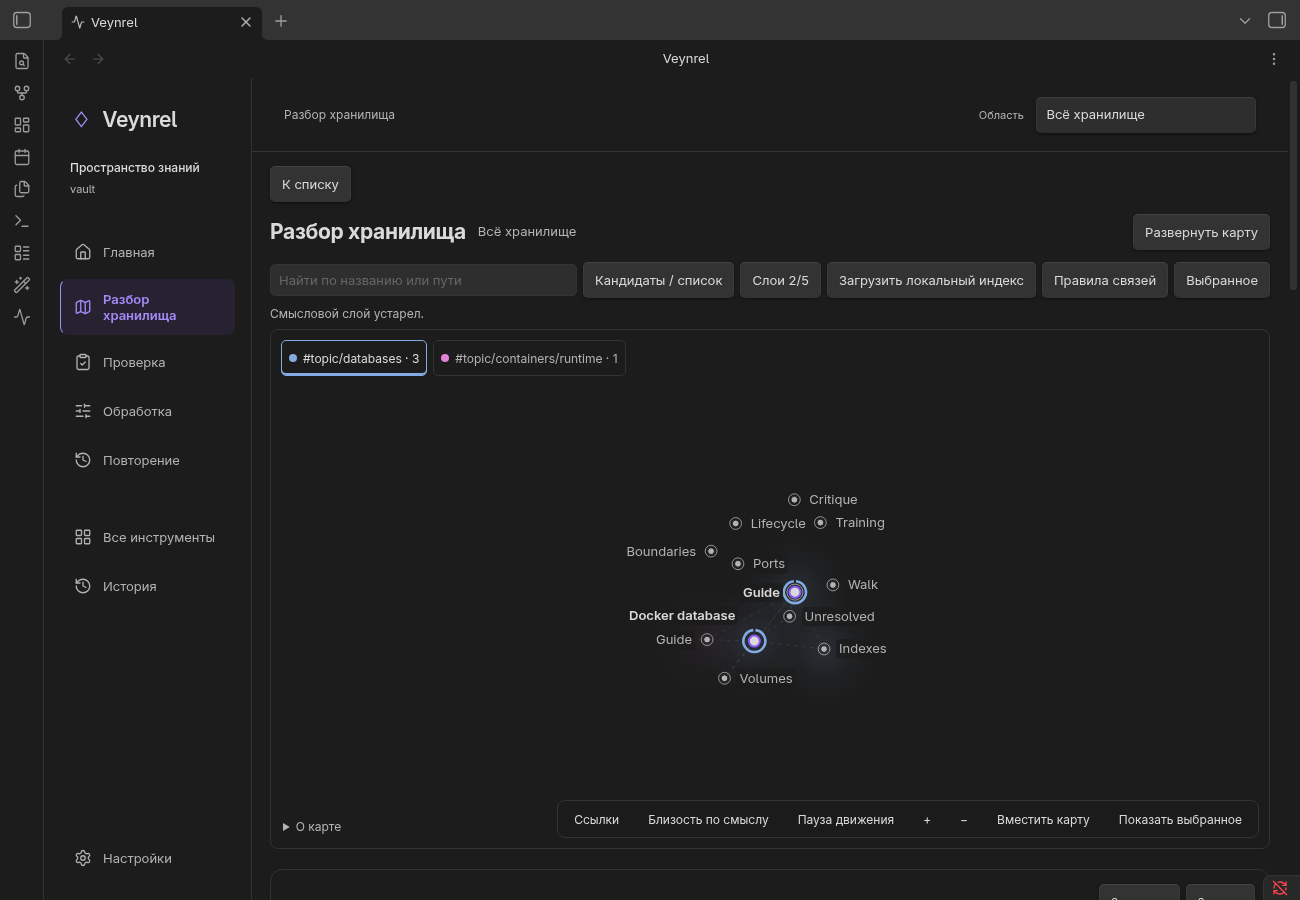 Veynrel
Veynrel
Veynrel
Пространство знаний
vault
Главная
Разбор
хранилища
Проверка
Обработка
Повторение
Все инструменты
История
Настройки
Разбор хранилища
Область
Всё хранилище
К списку
Разбор хранилища
Всё хранилище
Развернуть карту
Найти по названию или пути
Кандидаты / список
Слои 2/5
Загрузить локальный индекс
Правила связей
Выбранное
Смысловой слой устарел.
#topic/databases · 3
#topic/containers/runtime · 1
Critique
Lifecycle
Training
Boundaries
Ports
Guide
Walk
Docker database
Unresolved
Guide
Indexes
Volumes
О карте
Ссылки
Близость по смыслу
Пауза движения
+
−
Вместить карту
Показать выбранное